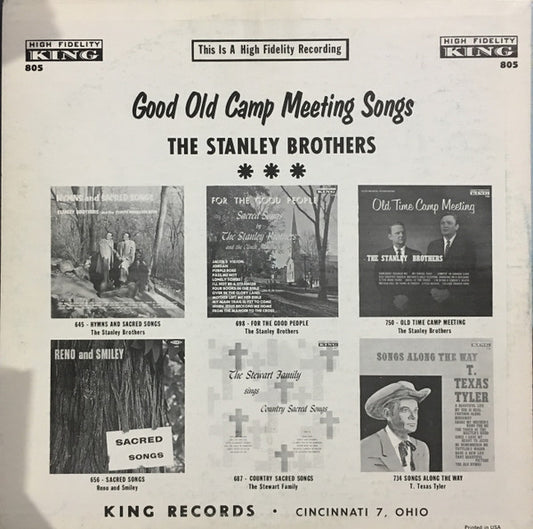 HIGH FIDELITY
KING
805
This Is A High Fidelity Recording
HIGH FIDELITY
KING
805
Good Old Camp Meeting Songs
THE STANLEY BROTHERS
***
HYMNS and SACRED SONGS
STANLEY BROTHERS
645 - HYMNS AND SACRED SONGS
The Stanley Brothers
FOR THE GOOD PEOPLE
Sacred Songs
by
The Stanley Brothers
698 - FOR THE GOOD PEOPLE
The Stanley Brothers
Old Time Camp Meeting
THE STANLEY BROTHERS
750 - OLD TIME CAMP MEETING
The Stanley Brothers
RENO and SMILEY
SACRED
SONGS
656 - SACRED SONGS
Reno and Smiley
KING
The Stewart Family
sings
Country Sacred Songs
687 - COUNTRY SACRED SONGS
The Stewart Family
KING
SONGS ALONG THE WAY
T.
TEXAS
TYLER
734 SONGS ALONG THE WAY
T. Texas Tyler
KING RECORDS • CINCINNATI 7, OHIO
Printed in USA